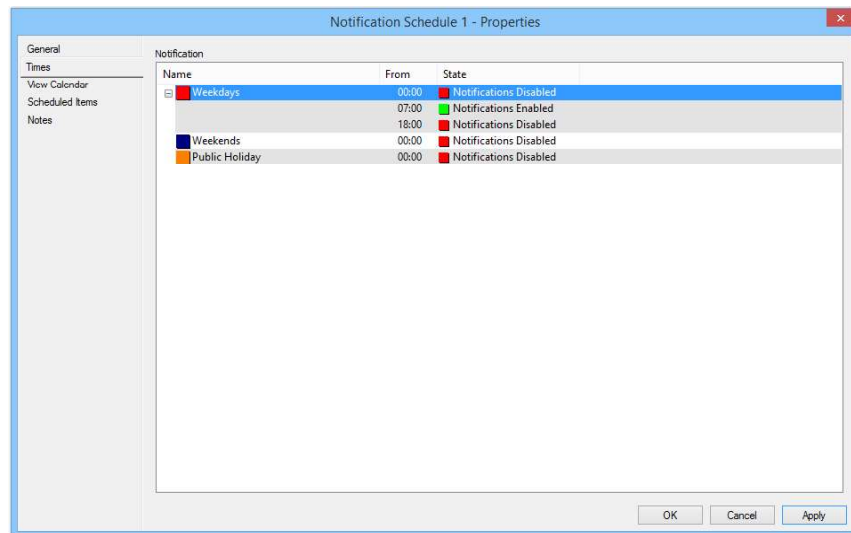 Notification Schedule 1 - Properties
General
Times
View Calendar
Scheduled Items
Notes
Notification
Name From State
Weekdays 00:00 Notifications Disabled
07:00 Notifications Enabled
18:00 Notifications Disabled
Weekends 00:00 Notifications Disabled
Public Holiday 00:00 Notifications Disabled
OK Cancel Apply